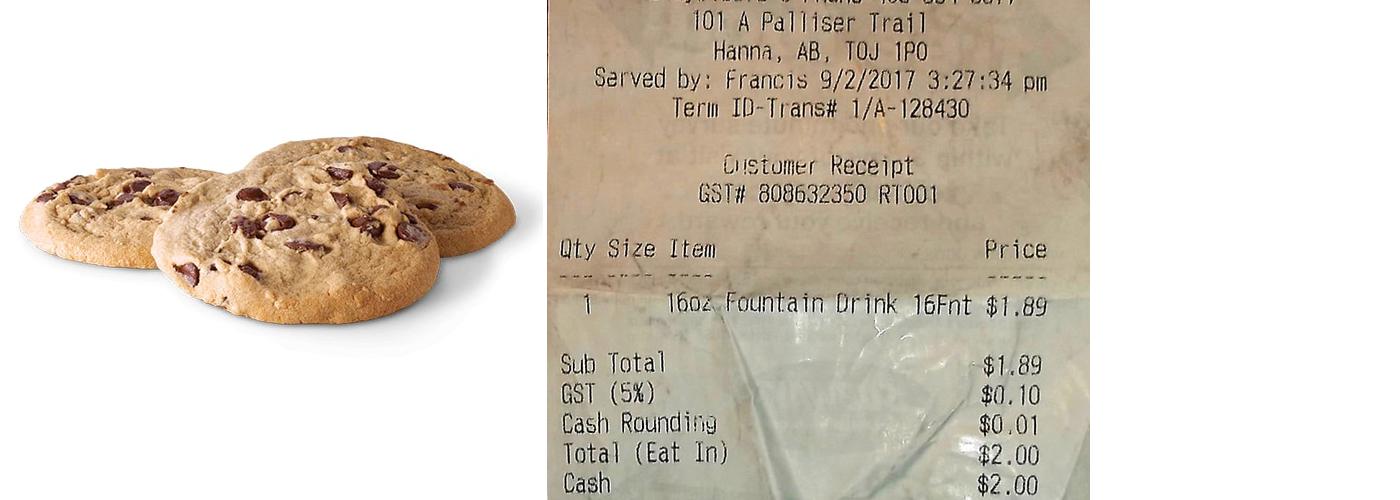 101 A Palliser Trail
Hanna, AB, TOJ 1PO
Served by: Francis 9/2/2017 3:27:34 pm
Term ID-Trans# 1/A-128430
Customer Receipt
GST# 808632350 RT001
Qty Size Item Price
--- ---- ---- -----
1 16oz Fountain Drink 16Fnt $1.89
Sub Total $1.89
GST (5%) $0.10
Cash Rounding $0.01
Total (Eat In) $2.00
Cash $2.00